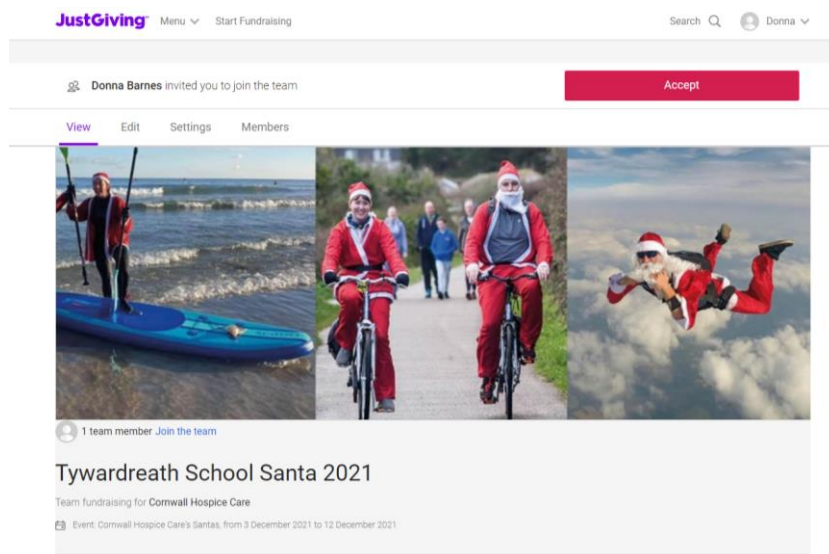 JustGiving Menu Start Fundraising Search Donna
Donna Barnes invited you to join the team Accept
View Edit Settings Members
1 team member Join the team
Tywardreath School Santa 2021
Team fundraising for Cornwall Hospice Care
Event: Cornwall Hospice Care's Santas, from 3 December 2021 to 12 December 2021